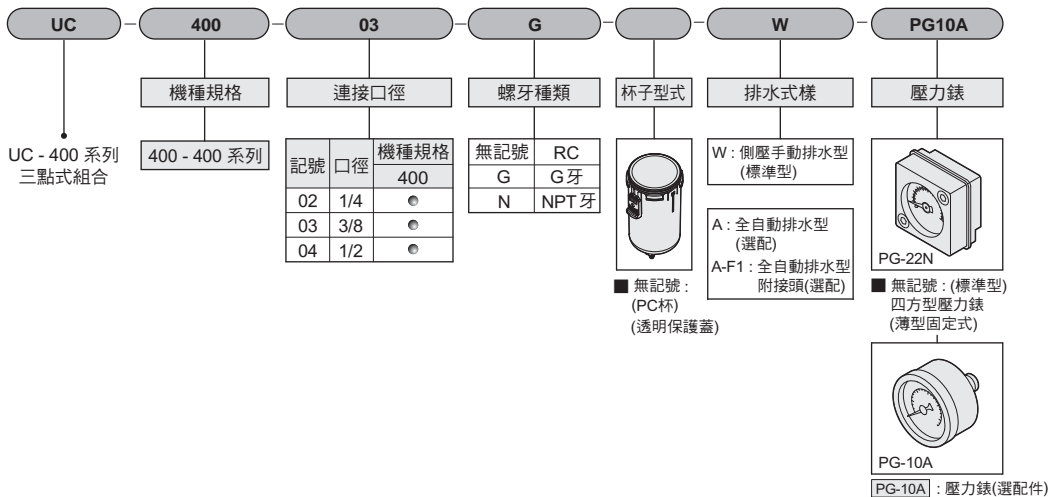 UC - 400 - 03 - G - - W - PG10A
機種規格
連接口徑
螺牙種類
杯子型式
排水式樣
壓力錶
UC - 400 系列
三點式組合
400 - 400 系列
記號 口徑 機種規格
400
02 1/4
03 3/8
04 1/2
無記號 RC
G G牙
N NPT牙
■ 無記號 :
(PC杯)
(透明保護蓋)
W : 側壓手動排水型
(標準型)
A : 全自動排水型
(選配)
A-F1 : 全自動排水型
附接頭(選配)
PG-22N
■ 無記號 : (標準型)
四方型壓力錶
(薄型固定式)
PG-10A
PG-10A : 壓力錶(選配件)